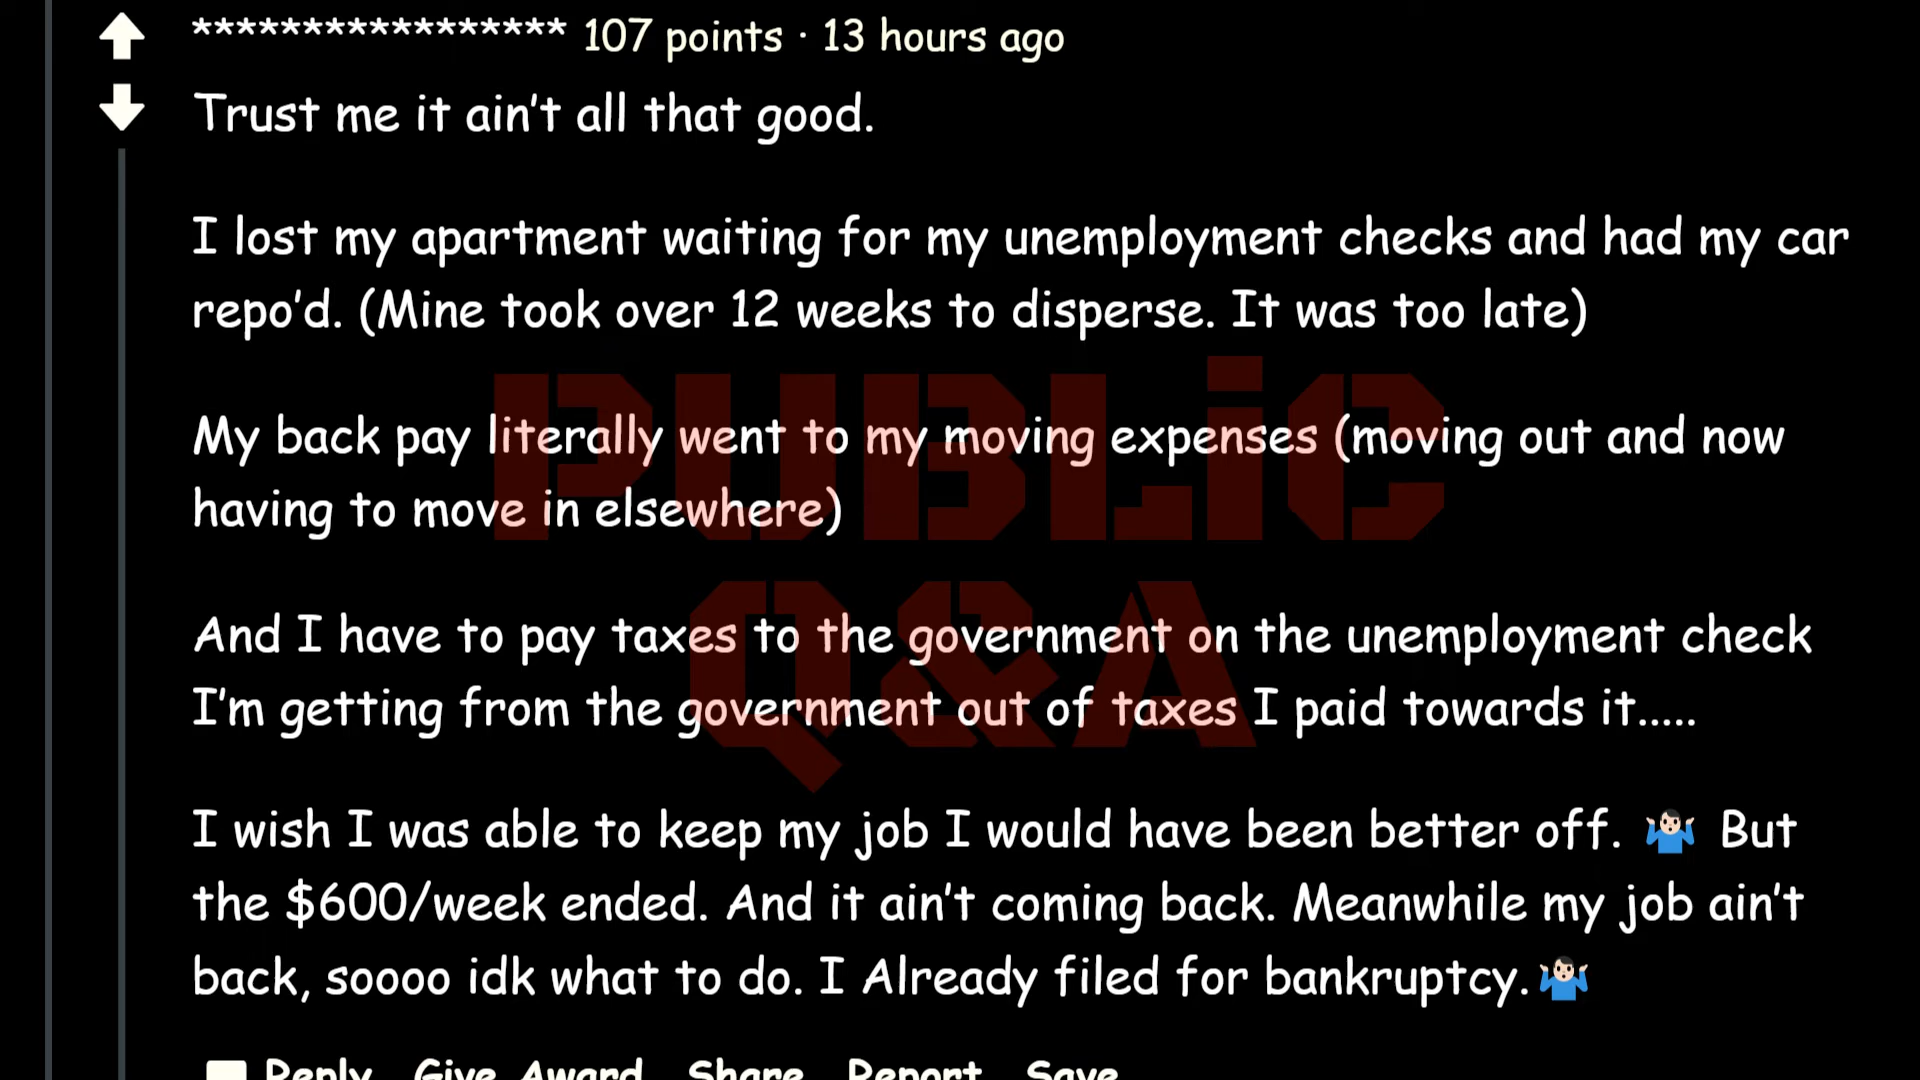 ***************** 107 points · 13 hours ago
Trust me it ain't all that good.
I lost my apartment waiting for my unemployment checks and had my car
repo'd. (Mine took over 12 weeks to disperse. It was too late)
My back pay literally went to my moving expenses (moving out and now
having to move in elsewhere)
And I have to pay taxes to the government on the unemployment check
I'm getting from the government out of taxes I paid towards it.....
I wish I was able to keep my job I would have been better off. 🤷🏻‍♂️ But
the $600/week ended. And it ain't coming back. Meanwhile my job ain't
back, soooo idk what to do. I Already filed for bankruptcy.🤷🏻‍♂️
Reply Give Award Share Report Save
PUBLiC
Q&A